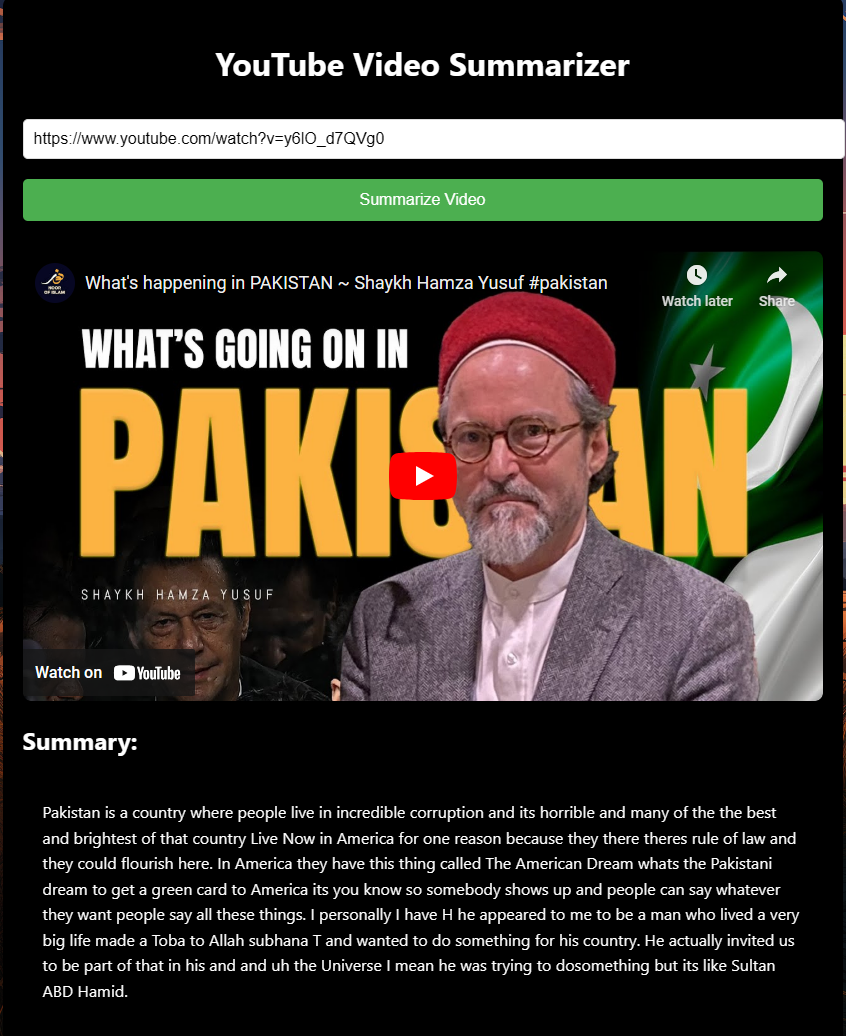 YouTube Video Summarizer
https://www.youtube.com/watch?v=y6lO_d7QVg0
Summarize Video
NOOR
OF ISLAM
What's happening in PAKISTAN ~ Shaykh Hamza Yusuf #pakistan
Watch later
Share
WHAT'S GOING ON IN
PAKISTAN
SHAYKH HAMZA YUSUF
Watch on YouTube
Summary:
Pakistan is a country where people live in incredible corruption and its horrible and many of the the best
and brightest of that country Live Now in America for one reason because they there theres rule of law and
they could flourish here. In America they have this thing called The American Dream whats the Pakistani
dream to get a green card to America its you know so somebody shows up and people can say whatever
they want people say all these things. I personally I have H he appeared to me to be a man who lived a very
big life made a Toba to Allah subhana T and wanted to do something for his country. He actually invited us
to be part of that in his and and uh the Universe I mean he was trying to dosomething but its like Sultan
ABD Hamid.